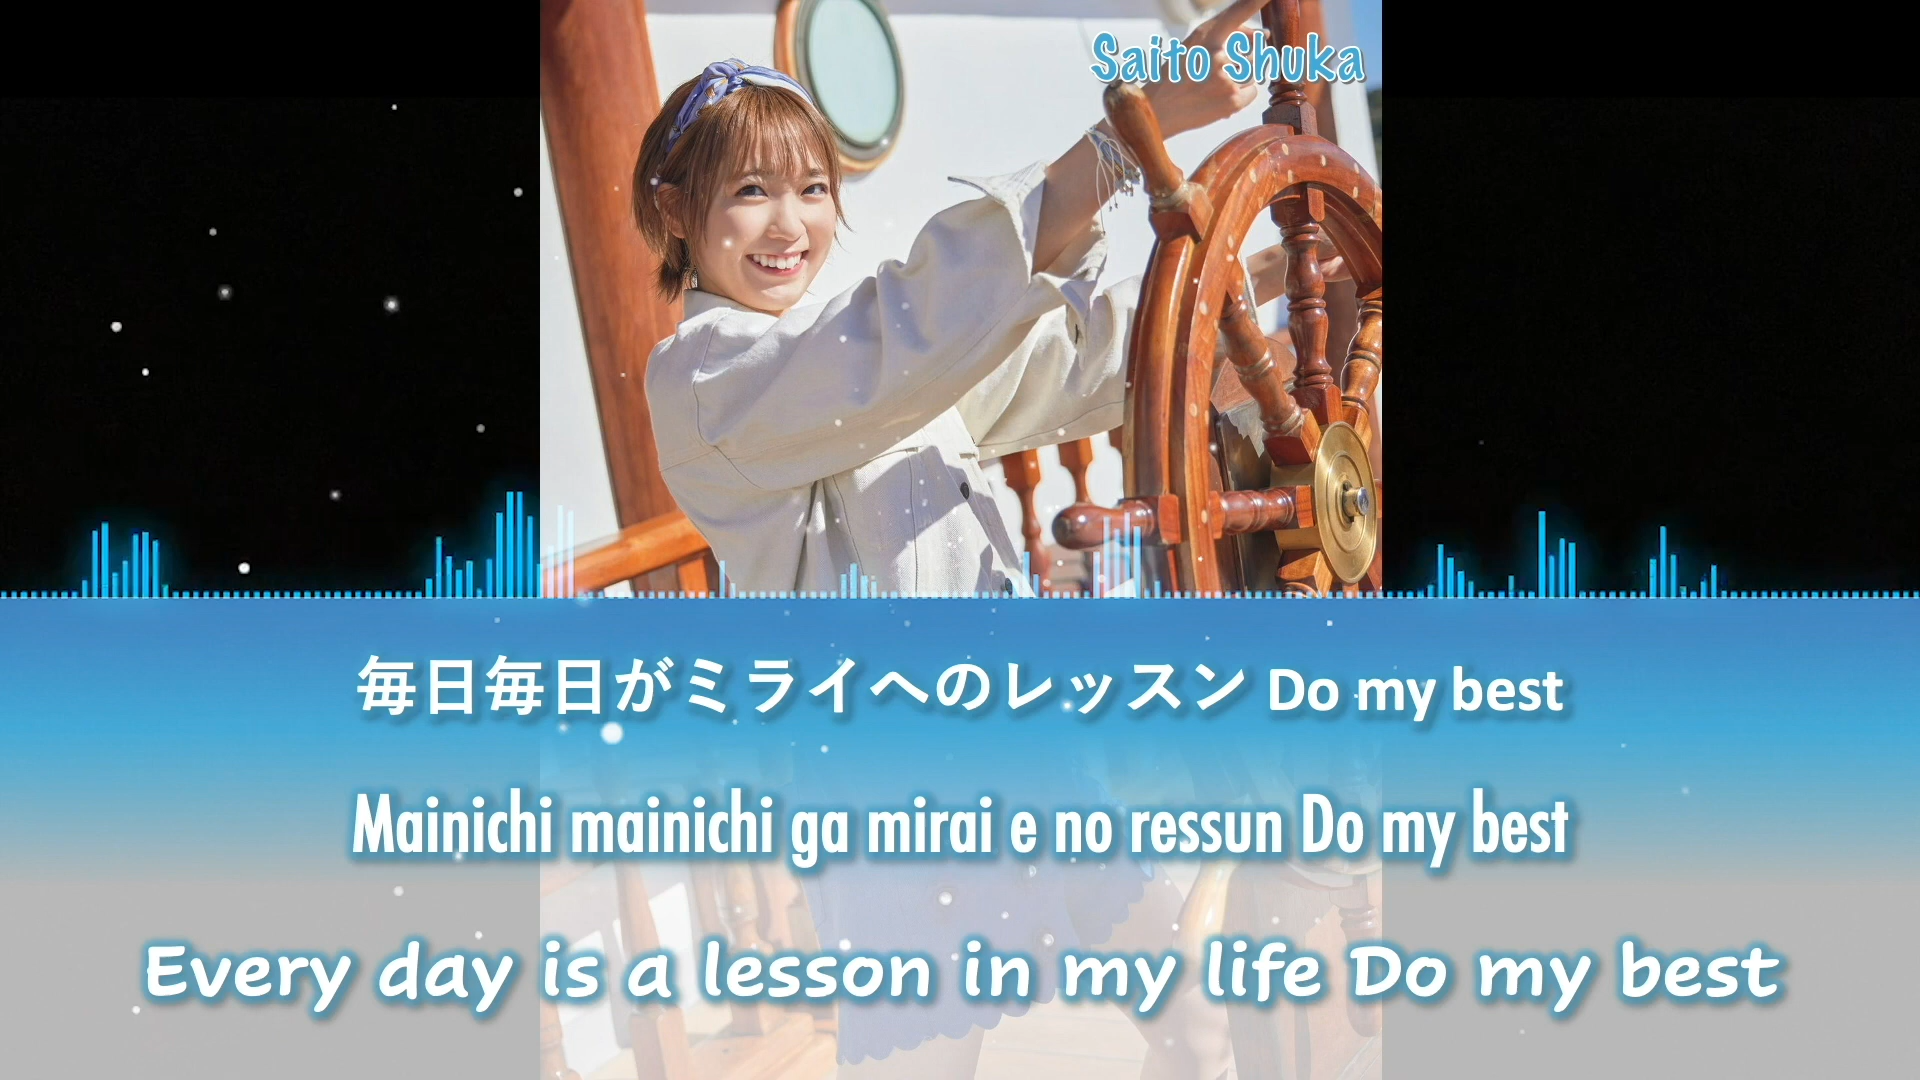 Saito Shuka
毎日毎日がミライへのレッスン Do my best
Mainichi mainichi ga mirai e no ressun Do my best
Every day is a lesson in my life Do my best